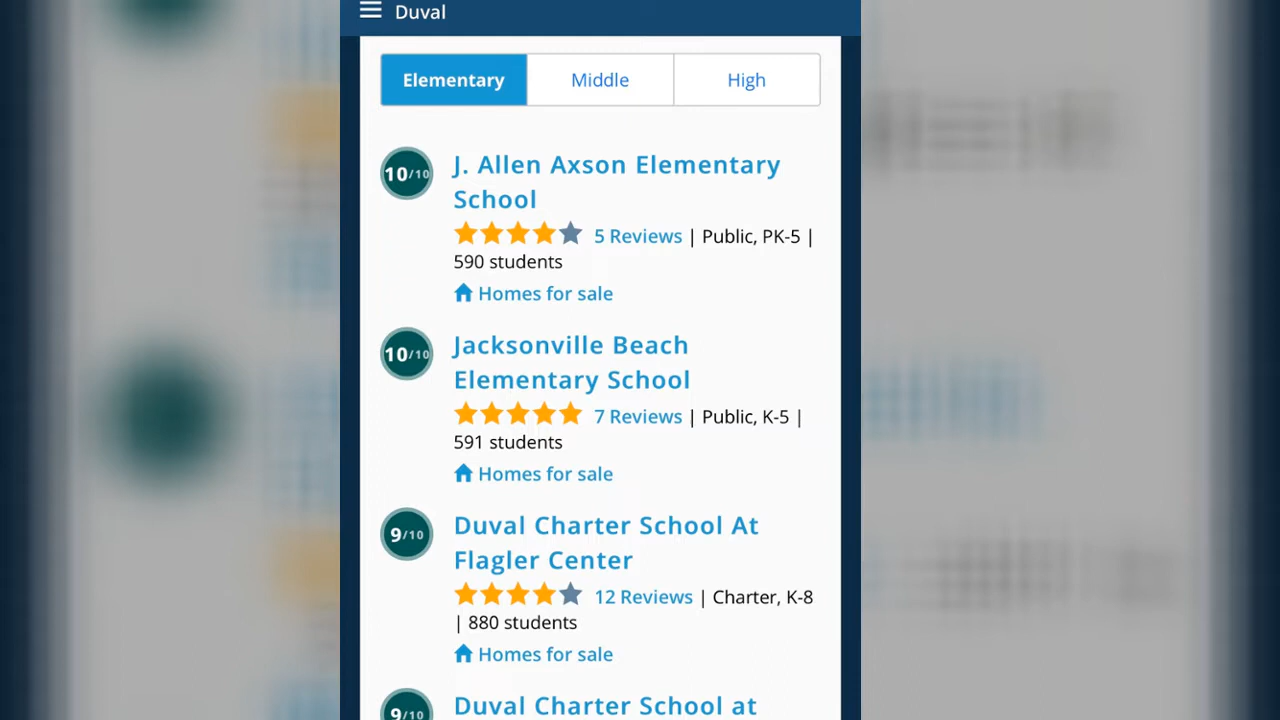 Duval
Elementary Middle High
10/10
J. Allen Axson Elementary
School
5 Reviews | Public, PK-5 |
590 students
Homes for sale
10/10
Jacksonville Beach
Elementary School
7 Reviews | Public, K-5 |
591 students
Homes for sale
9/10
Duval Charter School At
Flagler Center
12 Reviews | Charter, K-8
| 880 students
Homes for sale
9/10
Duval Charter School at